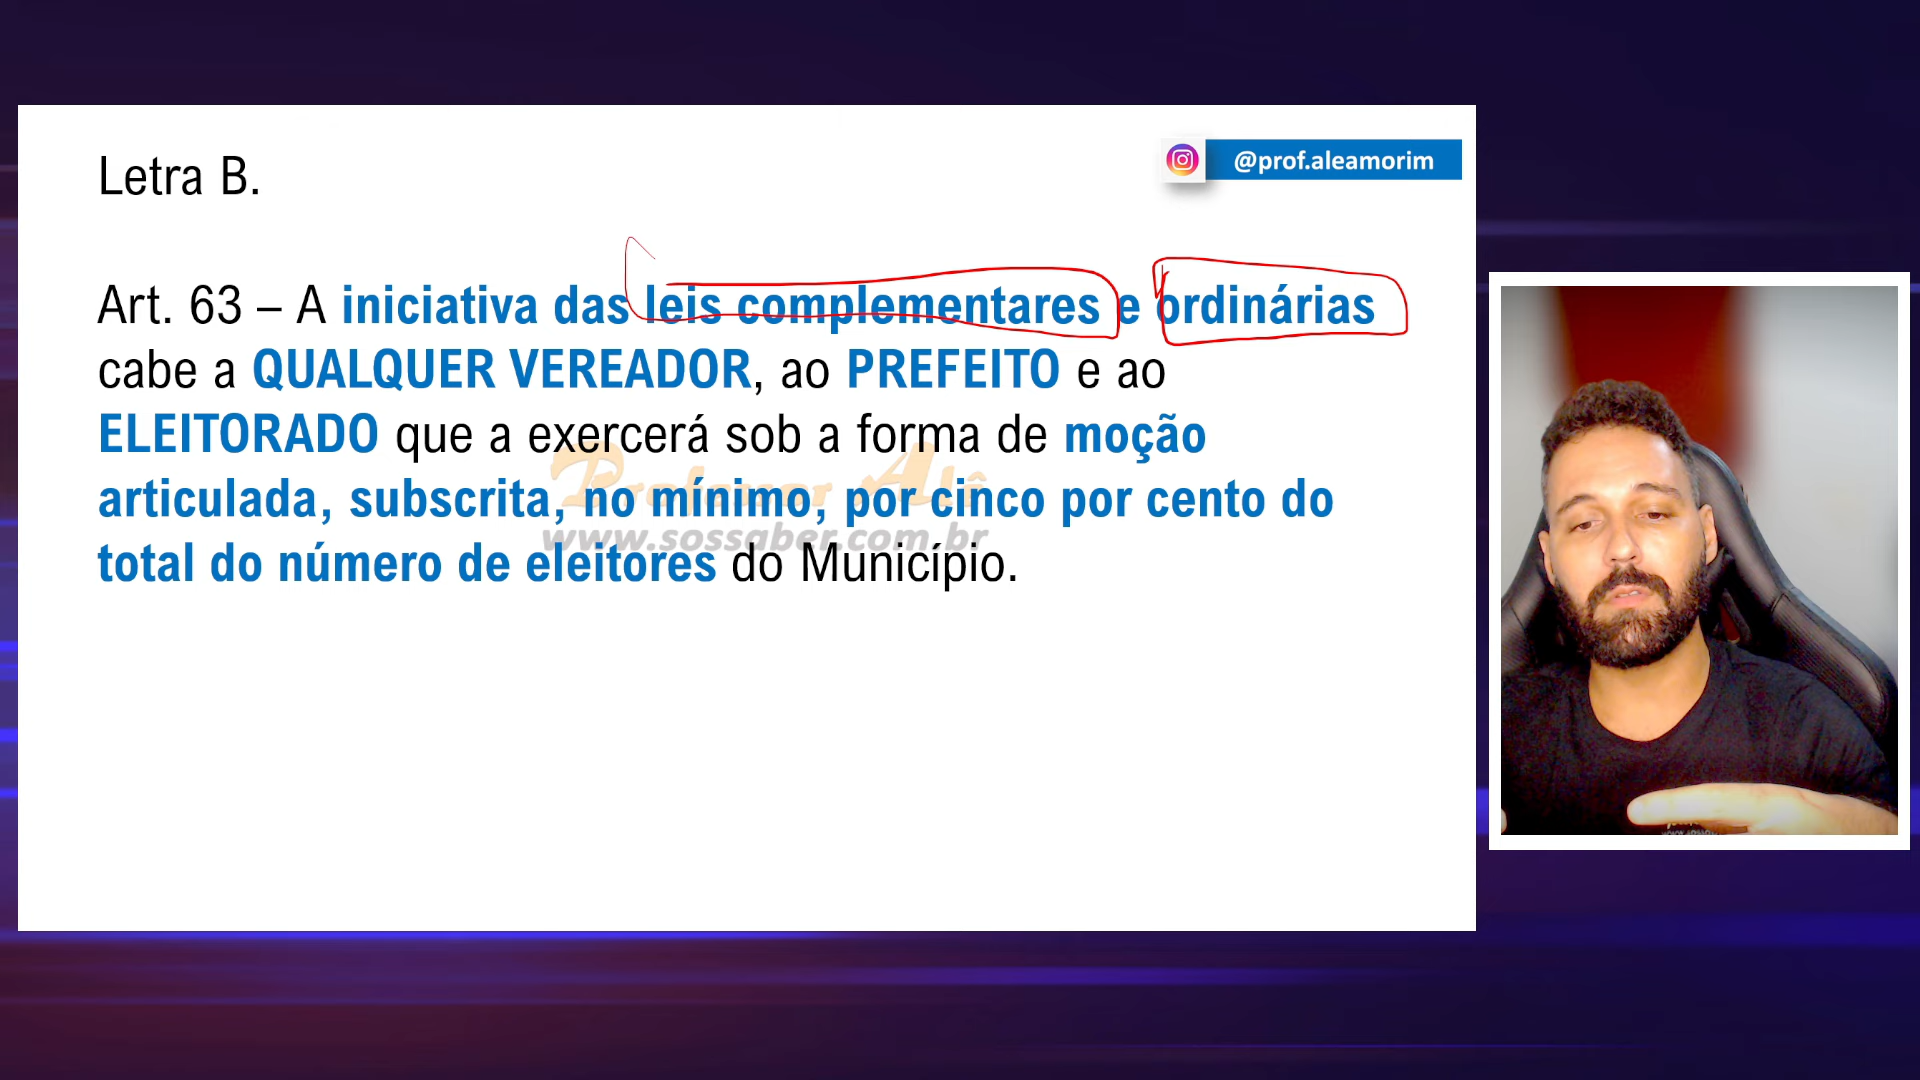 Letra B.
@prof.aleamorim
Art. 63 – A iniciativa das leis complementares e ordinárias
cabe a QUALQUER VEREADOR, ao PREFEITO e ao
ELEITORADO que a exercerá sob a forma de moção
articulada, subscrita, no mínimo, por cinco por cento do
total do número de eleitores do Município.
Professor Alê
www.sossaber.com.br